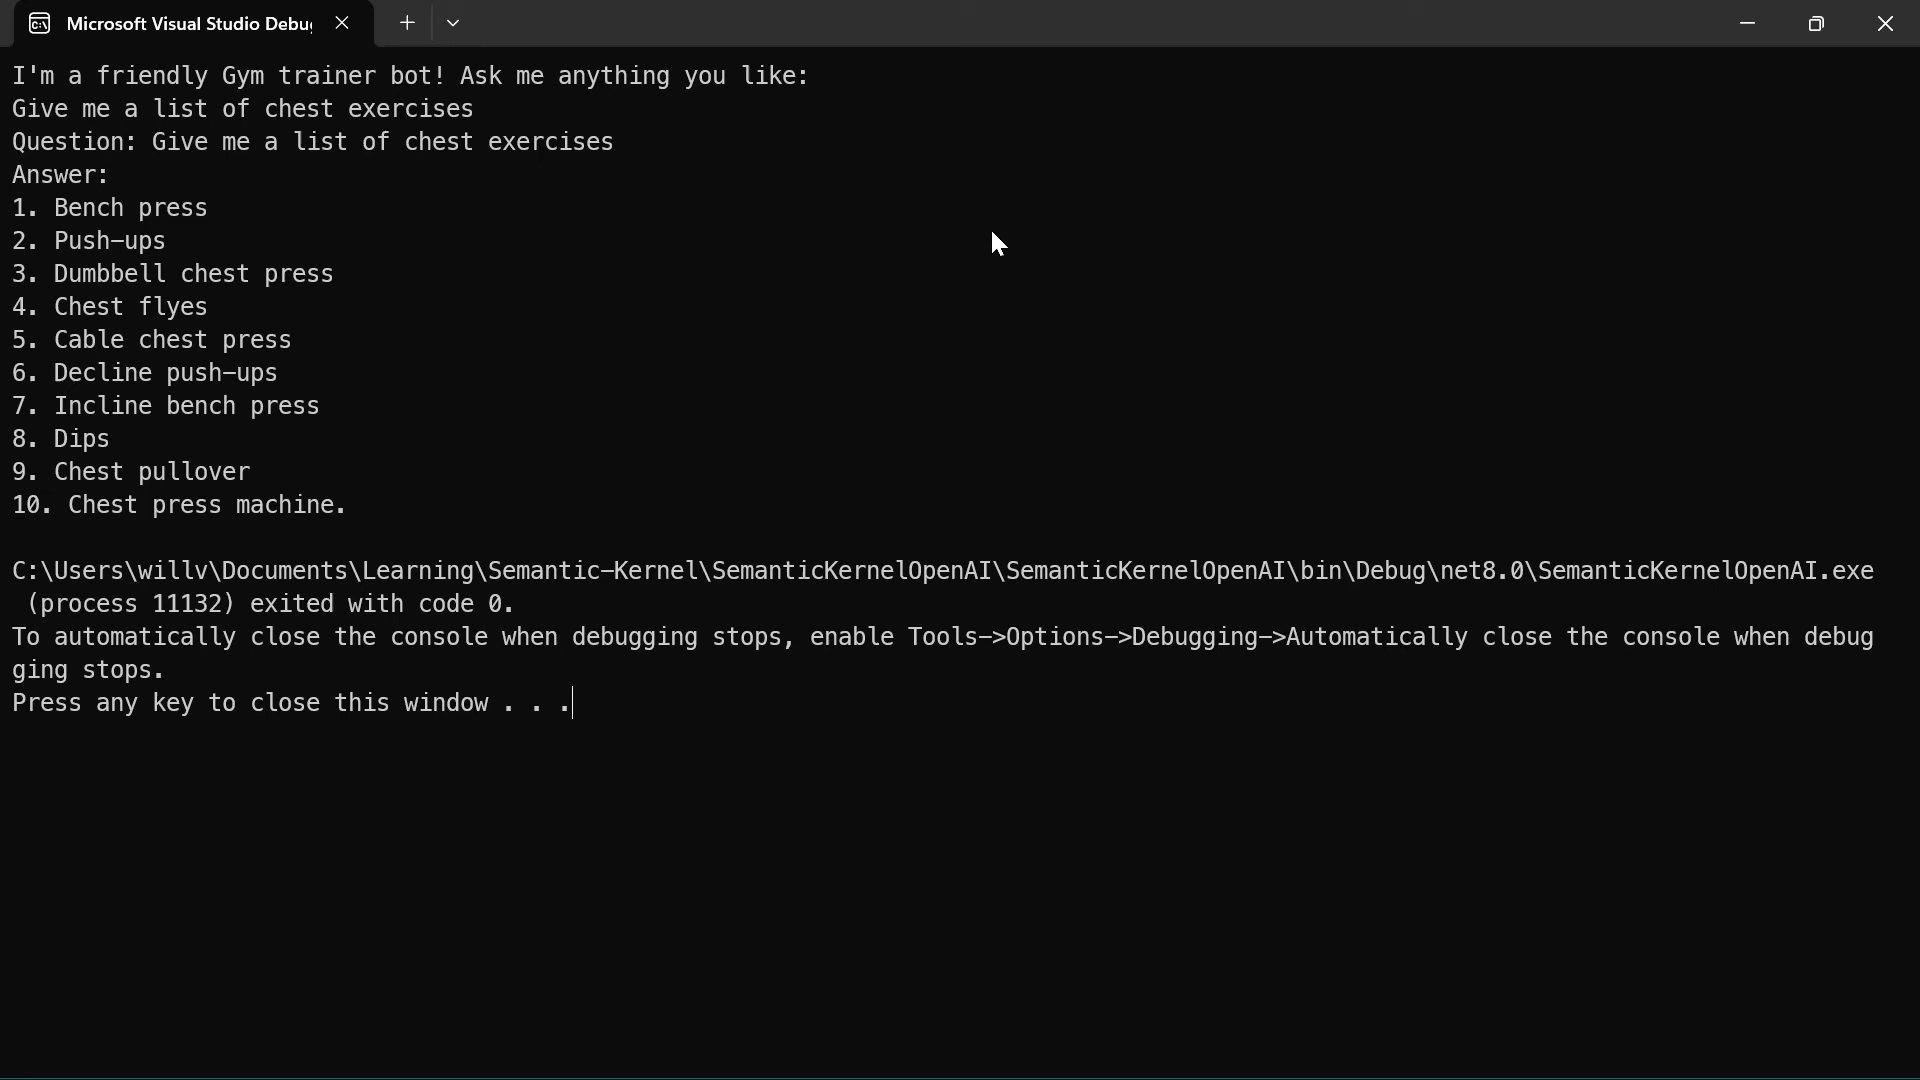 Microsoft Visual Studio Debu
I'm a friendly Gym trainer bot! Ask me anything you like:
Give me a list of chest exercises
Question: Give me a list of chest exercises
Answer:
1. Bench press
2. Push-ups
3. Dumbbell chest press
4. Chest flyes
5. Cable chest press
6. Decline push-ups
7. Incline bench press
8. Dips
9. Chest pullover
10. Chest press machine.
C:\Users\willv\Documents\Learning\Semantic-Kernel\SemanticKernelOpenAI\SemanticKernelOpenAI\bin\Debug\net8.0\SemanticKernelOpenAI.exe
(process 11132) exited with code 0.
To automatically close the console when debugging stops, enable Tools->Options->Debugging->Automatically close the console when debug
ging stops.
Press any key to close this window . . .